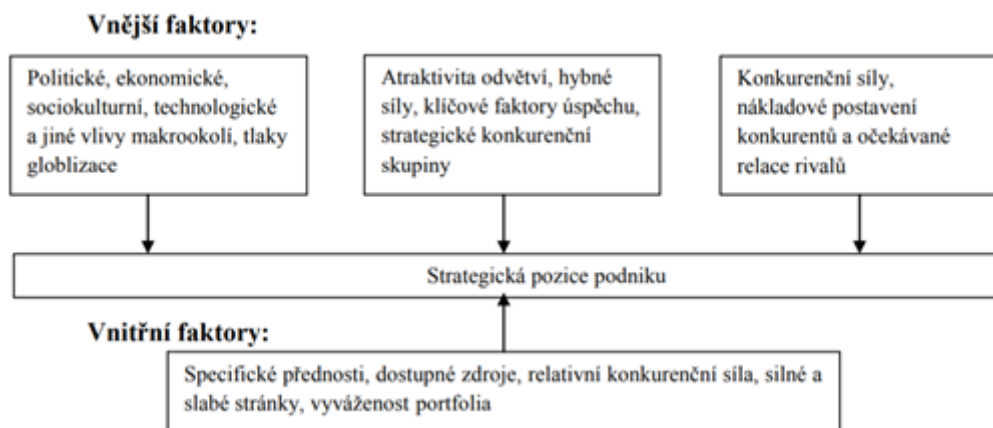 Vnější faktory:
Politické, ekonomické,
sociokulturní, technologické
a jiné vlivy makrookolí, tlaky
globlizace
Atraktivita odvětví, hybné
síly, klíčové faktory úspěchu,
strategické konkurenční
skupiny
Konkurenční síly,
nákladové postavení
konkurentů a očekávané
relace rivalů
Strategická pozice podniku
Vnitřní faktory:
Specifické přednosti, dostupné zdroje, relativní konkurenční síla, silné a
slabé stránky, vyváženost portfolia